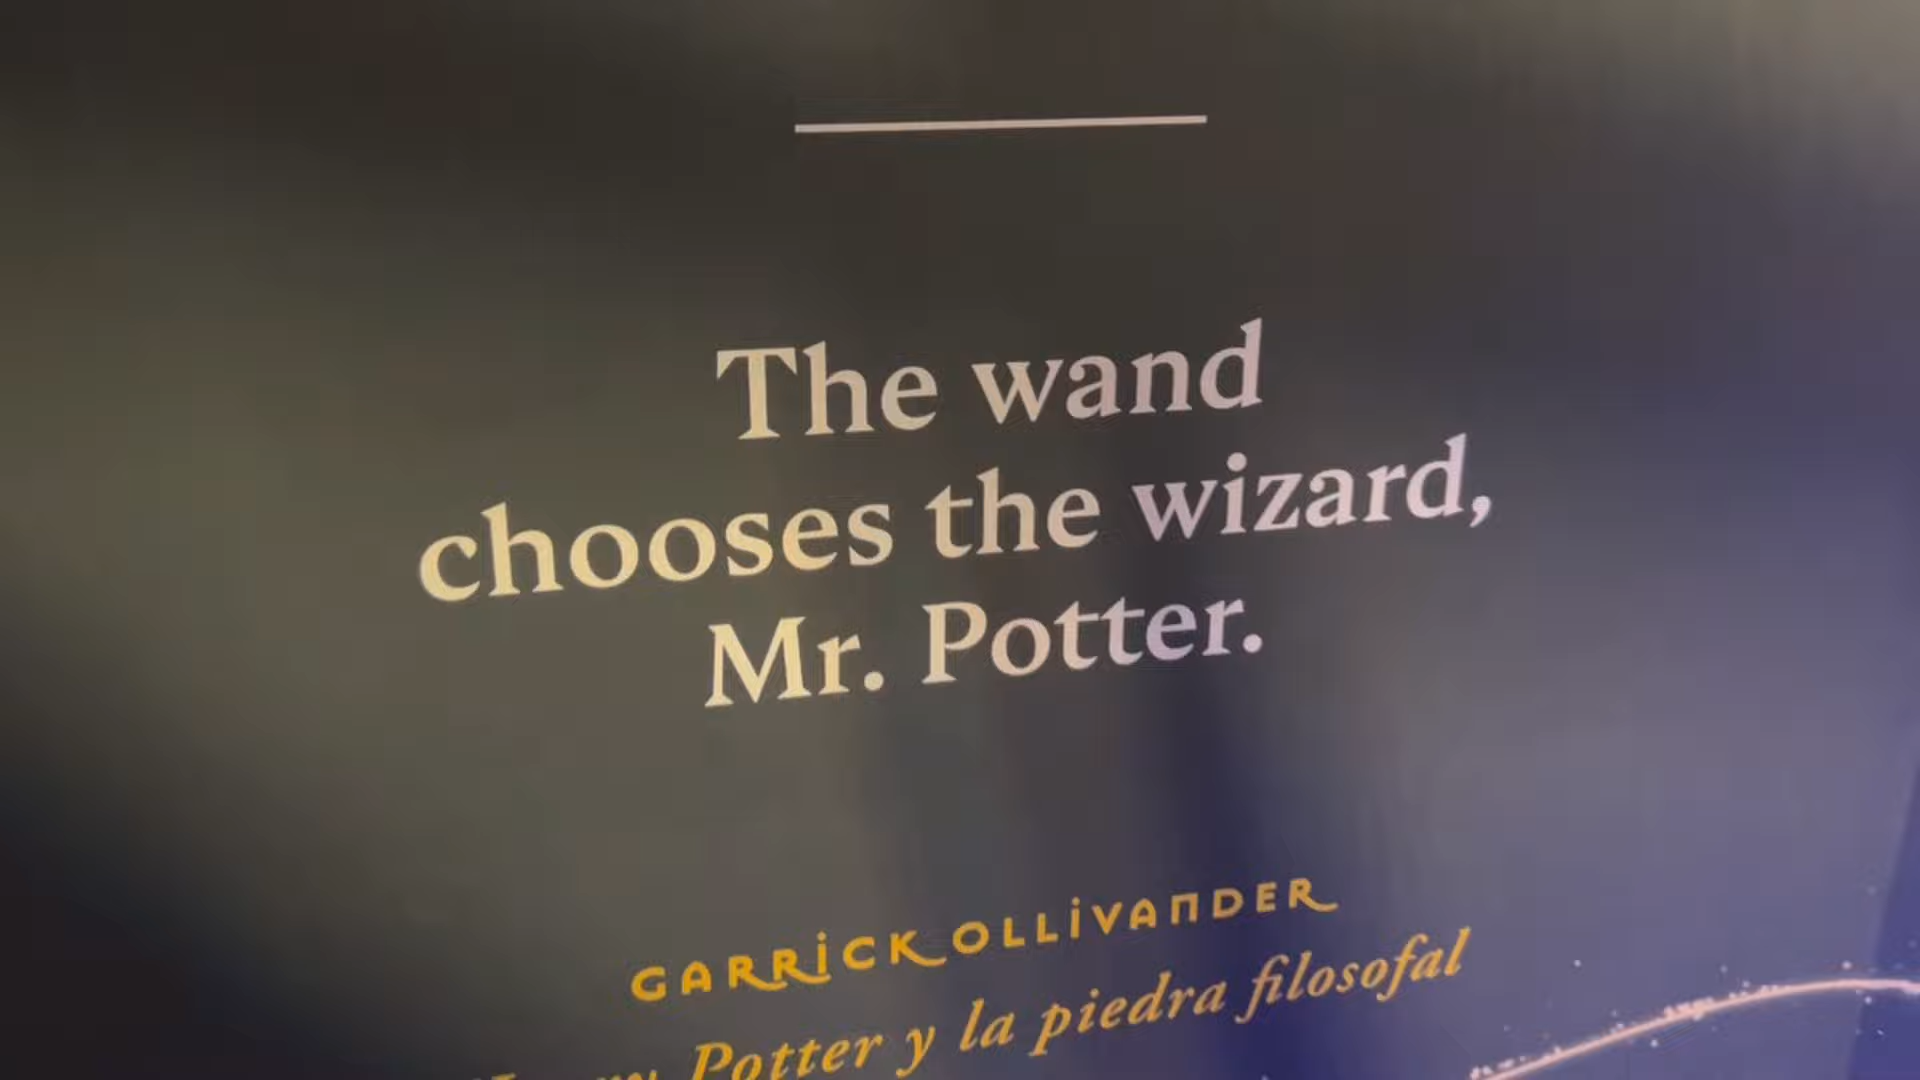 The wand
chooses the wizard,
Mr. Potter.
GARRICK OLLIVANDER
Potter y la piedra filosofal